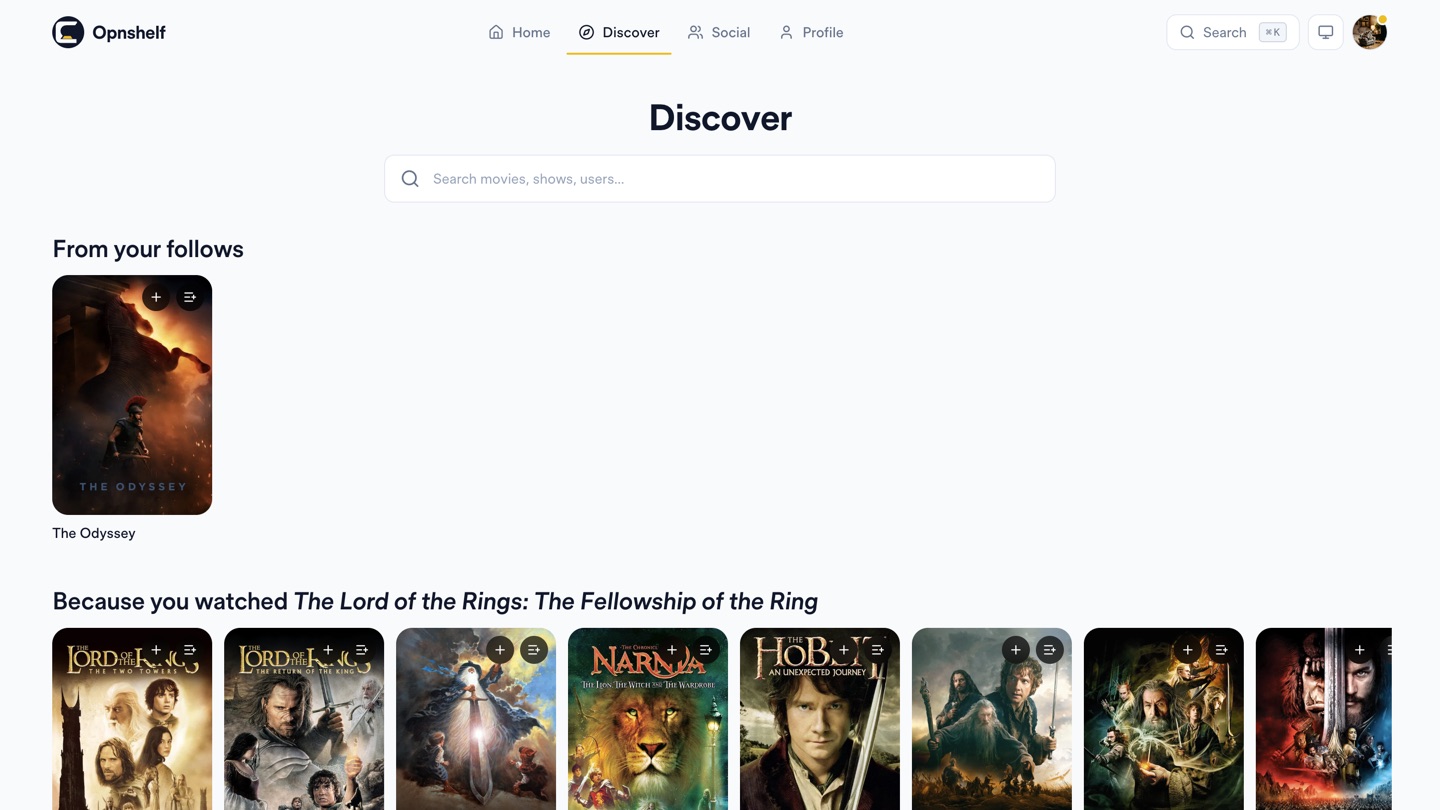 Opnshelf
Home
Discover
Social
Profile
Search
⌘K
Discover
Search movies, shows, users...
From your follows
THE ODYSSEY
The Odyssey
Because you watched The Lord of the Rings: The Fellowship of the Ring
THE
LORD OF THE RINGS
THE TWO TOWERS
THE
LORD OF THE RINGS
THE RETURN OF THE KING
THE CHRONICLES
NARNIA
THE LION, THE WITCH AND THE WARDROBE
THE
HOBBIT
AN UNEXPECTED JOURNEY